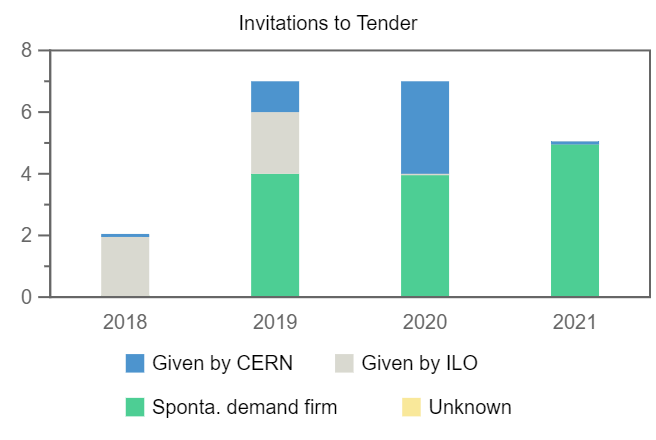 Invitations to Tender
8
6
4
2
0
2018 2019 2020 2021
Given by CERN Given by ILO
Sponta. demand firm Unknown